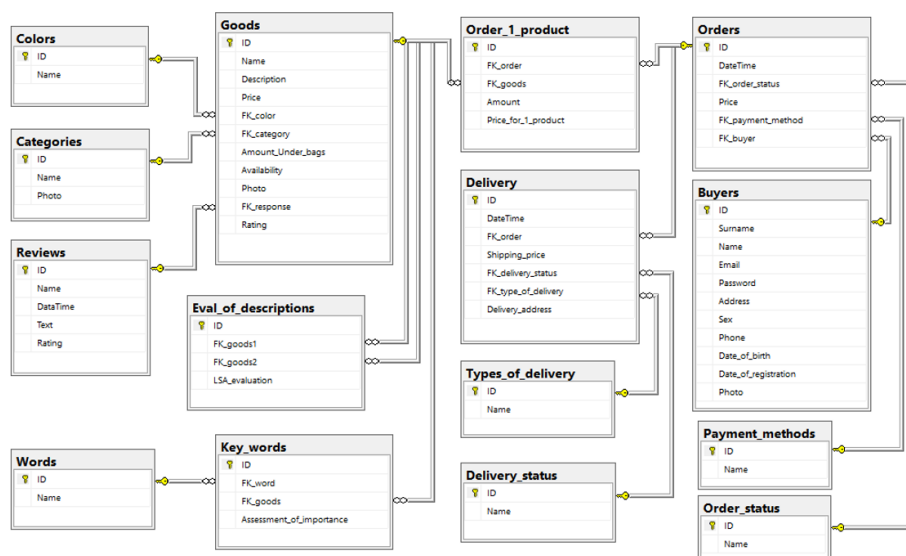 Colors
ID
Name
Categories
ID
Name
Photo
Reviews
ID
Name
DataTime
Text
Rating
Words
ID
Name
Goods
ID
Name
Description
Price
FK_color
FK_category
Amount_Under_bags
Availability
Photo
FK_response
Rating
Eval_of_descriptions
ID
FK_goods1
FK_goods2
LSA_evaluation
Key_words
ID
FK_word
FK_goods
Assessment_of_importance
Order_1_product
ID
FK_order
FK_goods
Amount
Price_for_1_product
Delivery
ID
DateTime
FK_order
Shipping_price
FK_delivery_status
FK_type_of_delivery
Delivery_address
Types_of_delivery
ID
Name
Delivery_status
ID
Name
Orders
ID
DateTime
FK_order_status
Price
FK_payment_method
FK_buyer
Buyers
ID
Surname
Name
Email
Password
Address
Sex
Phone
Date_of_birth
Date_of_registration
Photo
Payment_methods
ID
Name
Order_status
ID
Name